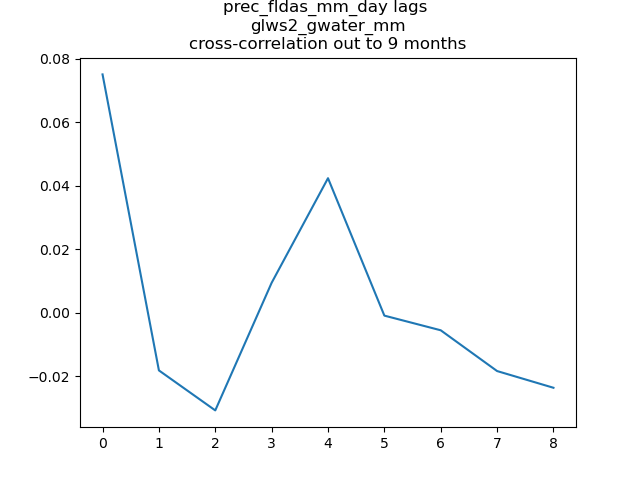 prec_fldas_mm_day lags
glws2_gwater_mm
cross-correlation out to 9 months
0.08
0.06
0.04
0.02
0.00
−0.02
0 1 2 3 4 5 6 7 8